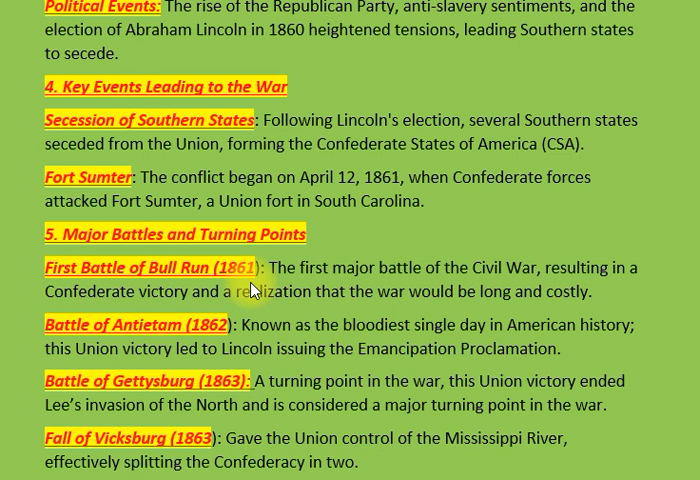 Political Events: The rise of the Republican Party, anti-slavery sentiments, and the
election of Abraham Lincoln in 1860 heightened tensions, leading Southern states
to secede.
4. Key Events Leading to the War
Secession of Southern States: Following Lincoln's election, several Southern states
seceded from the Union, forming the Confederate States of America (CSA).
Fort Sumter: The conflict began on April 12, 1861, when Confederate forces
attacked Fort Sumter, a Union fort in South Carolina.
5. Major Battles and Turning Points
First Battle of Bull Run (1861): The first major battle of the Civil War, resulting in a
Confederate victory and a realization that the war would be long and costly.
Battle of Antietam (1862): Known as the bloodiest single day in American history;
this Union victory led to Lincoln issuing the Emancipation Proclamation.
Battle of Gettysburg (1863): A turning point in the war, this Union victory ended
Lee’s invasion of the North and is considered a major turning point in the war.
Fall of Vicksburg (1863): Gave the Union control of the Mississippi River,
effectively splitting the Confederacy in two.